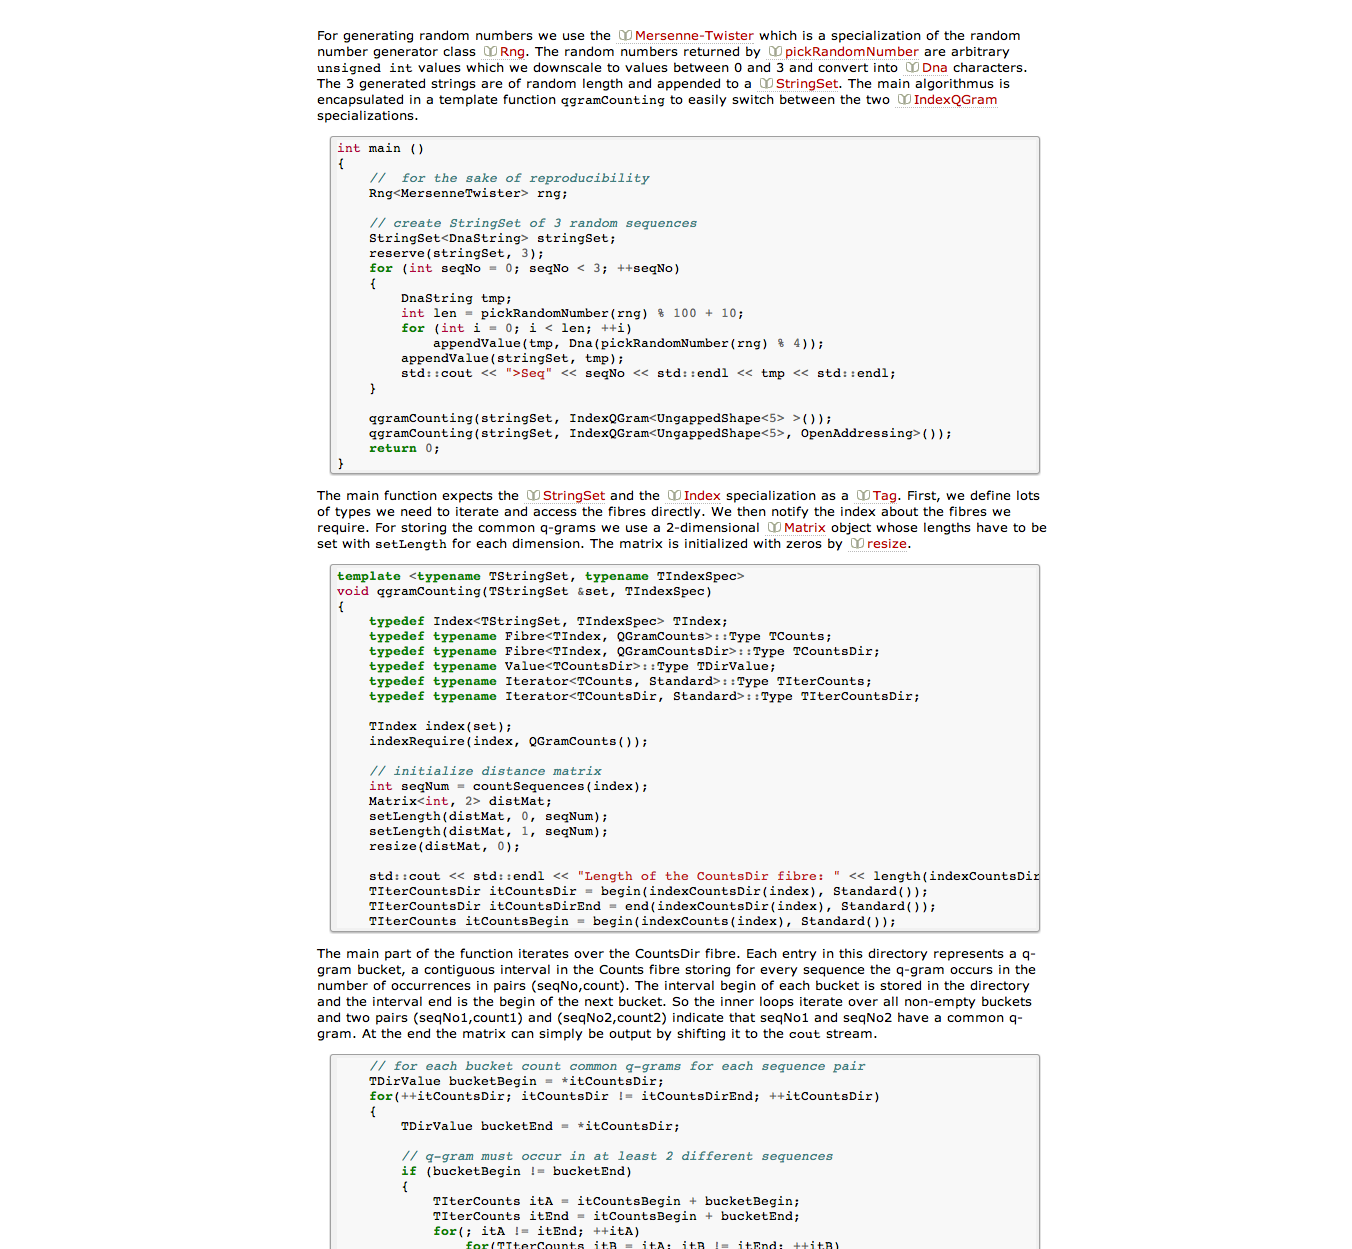 For generating random numbers we use the Mersenne-Twister which is a specialization of the random
number generator class Rng. The random numbers returned by pickRandomNumber are arbitrary
unsigned int values which we downscale to values between 0 and 3 and convert into Dna characters.
The 3 generated strings are of random length and appended to a StringSet. The main algorithmus is
encapsulated in a template function qgramCounting to easily switch between the two IndexQGram
specializations.
int main ()
{
    //  for the sake of reproducibility
    Rng<MersenneTwister> rng;

    // create StringSet of 3 random sequences
    StringSet<DnaString> stringSet;
    reserve(stringSet, 3);
    for (int seqNo = 0; seqNo < 3; ++seqNo)
    {
        DnaString tmp;
        int len = pickRandomNumber(rng) % 100 + 10;
        for (int i = 0; i < len; ++i)
            appendValue(tmp, Dna(pickRandomNumber(rng) % 4));
        appendValue(stringSet, tmp);
        std::cout << ">Seq" << seqNo << std::endl << tmp << std::endl;
    }

    qgramCounting(stringSet, IndexQGram<UngappedShape<5> >());
    qgramCounting(stringSet, IndexQGram<UngappedShape<5>, OpenAddressing>());
    return 0;
}
The main function expects the StringSet and the Index specialization as a Tag. First, we define lots
of types we need to iterate and access the fibres directly. We then notify the index about the fibres we
require. For storing the common q-grams we use a 2-dimensional Matrix object whose lengths have to be
set with setLength for each dimension. The matrix is initialized with zeros by resize.
template <typename TStringSet, typename TIndexSpec>
void qgramCounting(TStringSet &set, TIndexSpec)
{
    typedef Index<TStringSet, TIndexSpec> TIndex;
    typedef typename Fibre<TIndex, QGramCounts>::Type TCounts;
    typedef typename Fibre<TIndex, QGramCountsDir>::Type TCountsDir;
    typedef typename Value<TCountsDir>::Type TDirValue;
    typedef typename Iterator<TCounts, Standard>::Type TIterCounts;
    typedef typename Iterator<TCountsDir, Standard>::Type TIterCountsDir;

    TIndex index(set);
    indexRequire(index, QGramCounts());

    // initialize distance matrix
    int seqNum = countSequences(index);
    Matrix<int, 2> distMat;
    setLength(distMat, 0, seqNum);
    setLength(distMat, 1, seqNum);
    resize(distMat, 0);

    std::cout << std::endl << "Length of the CountsDir fibre: " << length(indexCountsDir
    TIterCountsDir itCountsDir = begin(indexCountsDir(index), Standard());
    TIterCountsDir itCountsDirEnd = end(indexCountsDir(index), Standard());
    TIterCounts itCountsBegin = begin(indexCounts(index), Standard());
The main part of the function iterates over the CountsDir fibre. Each entry in this directory represents a q-
gram bucket, a contiguous interval in the Counts fibre storing for every sequence the q-gram occurs in the
number of occurrences in pairs (seqNo,count). The interval begin of each bucket is stored in the directory
and the interval end is the begin of the next bucket. So the inner loops iterate over all non-empty buckets
and two pairs (seqNo1,count1) and (seqNo2,count2) indicate that seqNo1 and seqNo2 have a common q-
gram. At the end the matrix can simply be output by shifting it to the cout stream.
    // for each bucket count common q-grams for each sequence pair
    TDirValue bucketBegin = *itCountsDir;
    for(++itCountsDir; itCountsDir != itCountsDirEnd; ++itCountsDir)
    {
        TDirValue bucketEnd = *itCountsDir;

        // q-gram must occur in at least 2 different sequences
        if (bucketBegin != bucketEnd)
        {
            TIterCounts itA = itCountsBegin + bucketBegin;
            TIterCounts itEnd = itCountsBegin + bucketEnd;
            for(; itA != itEnd; ++itA)
                for(TIterCounts itB = itA; itB != itEnd; ++itB)